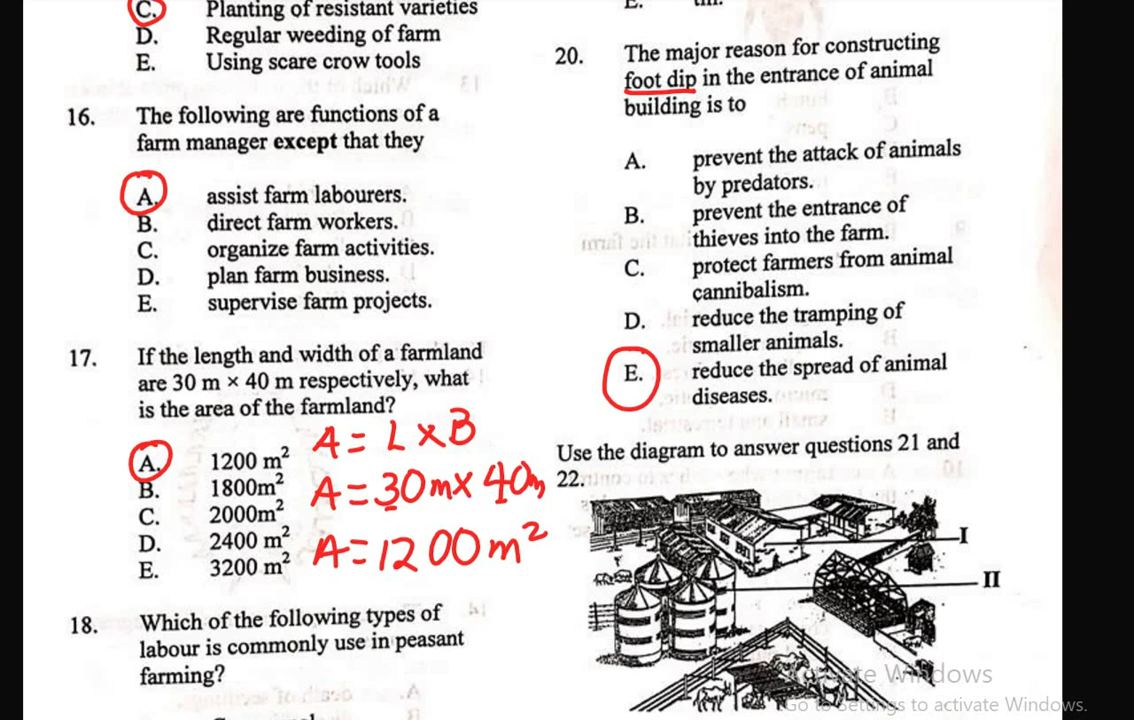 C. Planting of resistant varieties
D. Regular weeding of farm
E. Using scare crow tools
16. The following are functions of a
farm manager except that they
A. assist farm labourers.
B. direct farm workers.
C. organize farm activities.
D. plan farm business.
E. supervise farm projects.
17. If the length and width of a farmland
are 30 m × 40 m respectively, what
is the area of the farmland?
A. 1200 m²
B. 1800m²
C. 2000m²
D. 2400 m²
E. 3200 m²
A = L × B
A = 30m × 40m
A = 1200m²
18. Which of the following types of
labour is commonly use in peasant
farming?
E.
20. The major reason for constructing
foot dip in the entrance of animal
building is to
A. prevent the attack of animals
by predators.
B. prevent the entrance of
thieves into the farm.
C. protect farmers from animal
cannibalism.
D. reduce the tramping of
smaller animals.
E. reduce the spread of animal
diseases.
Use the diagram to answer questions 21 and
22.
I
II
Activate Windows
Go to Settings to activate Windows.